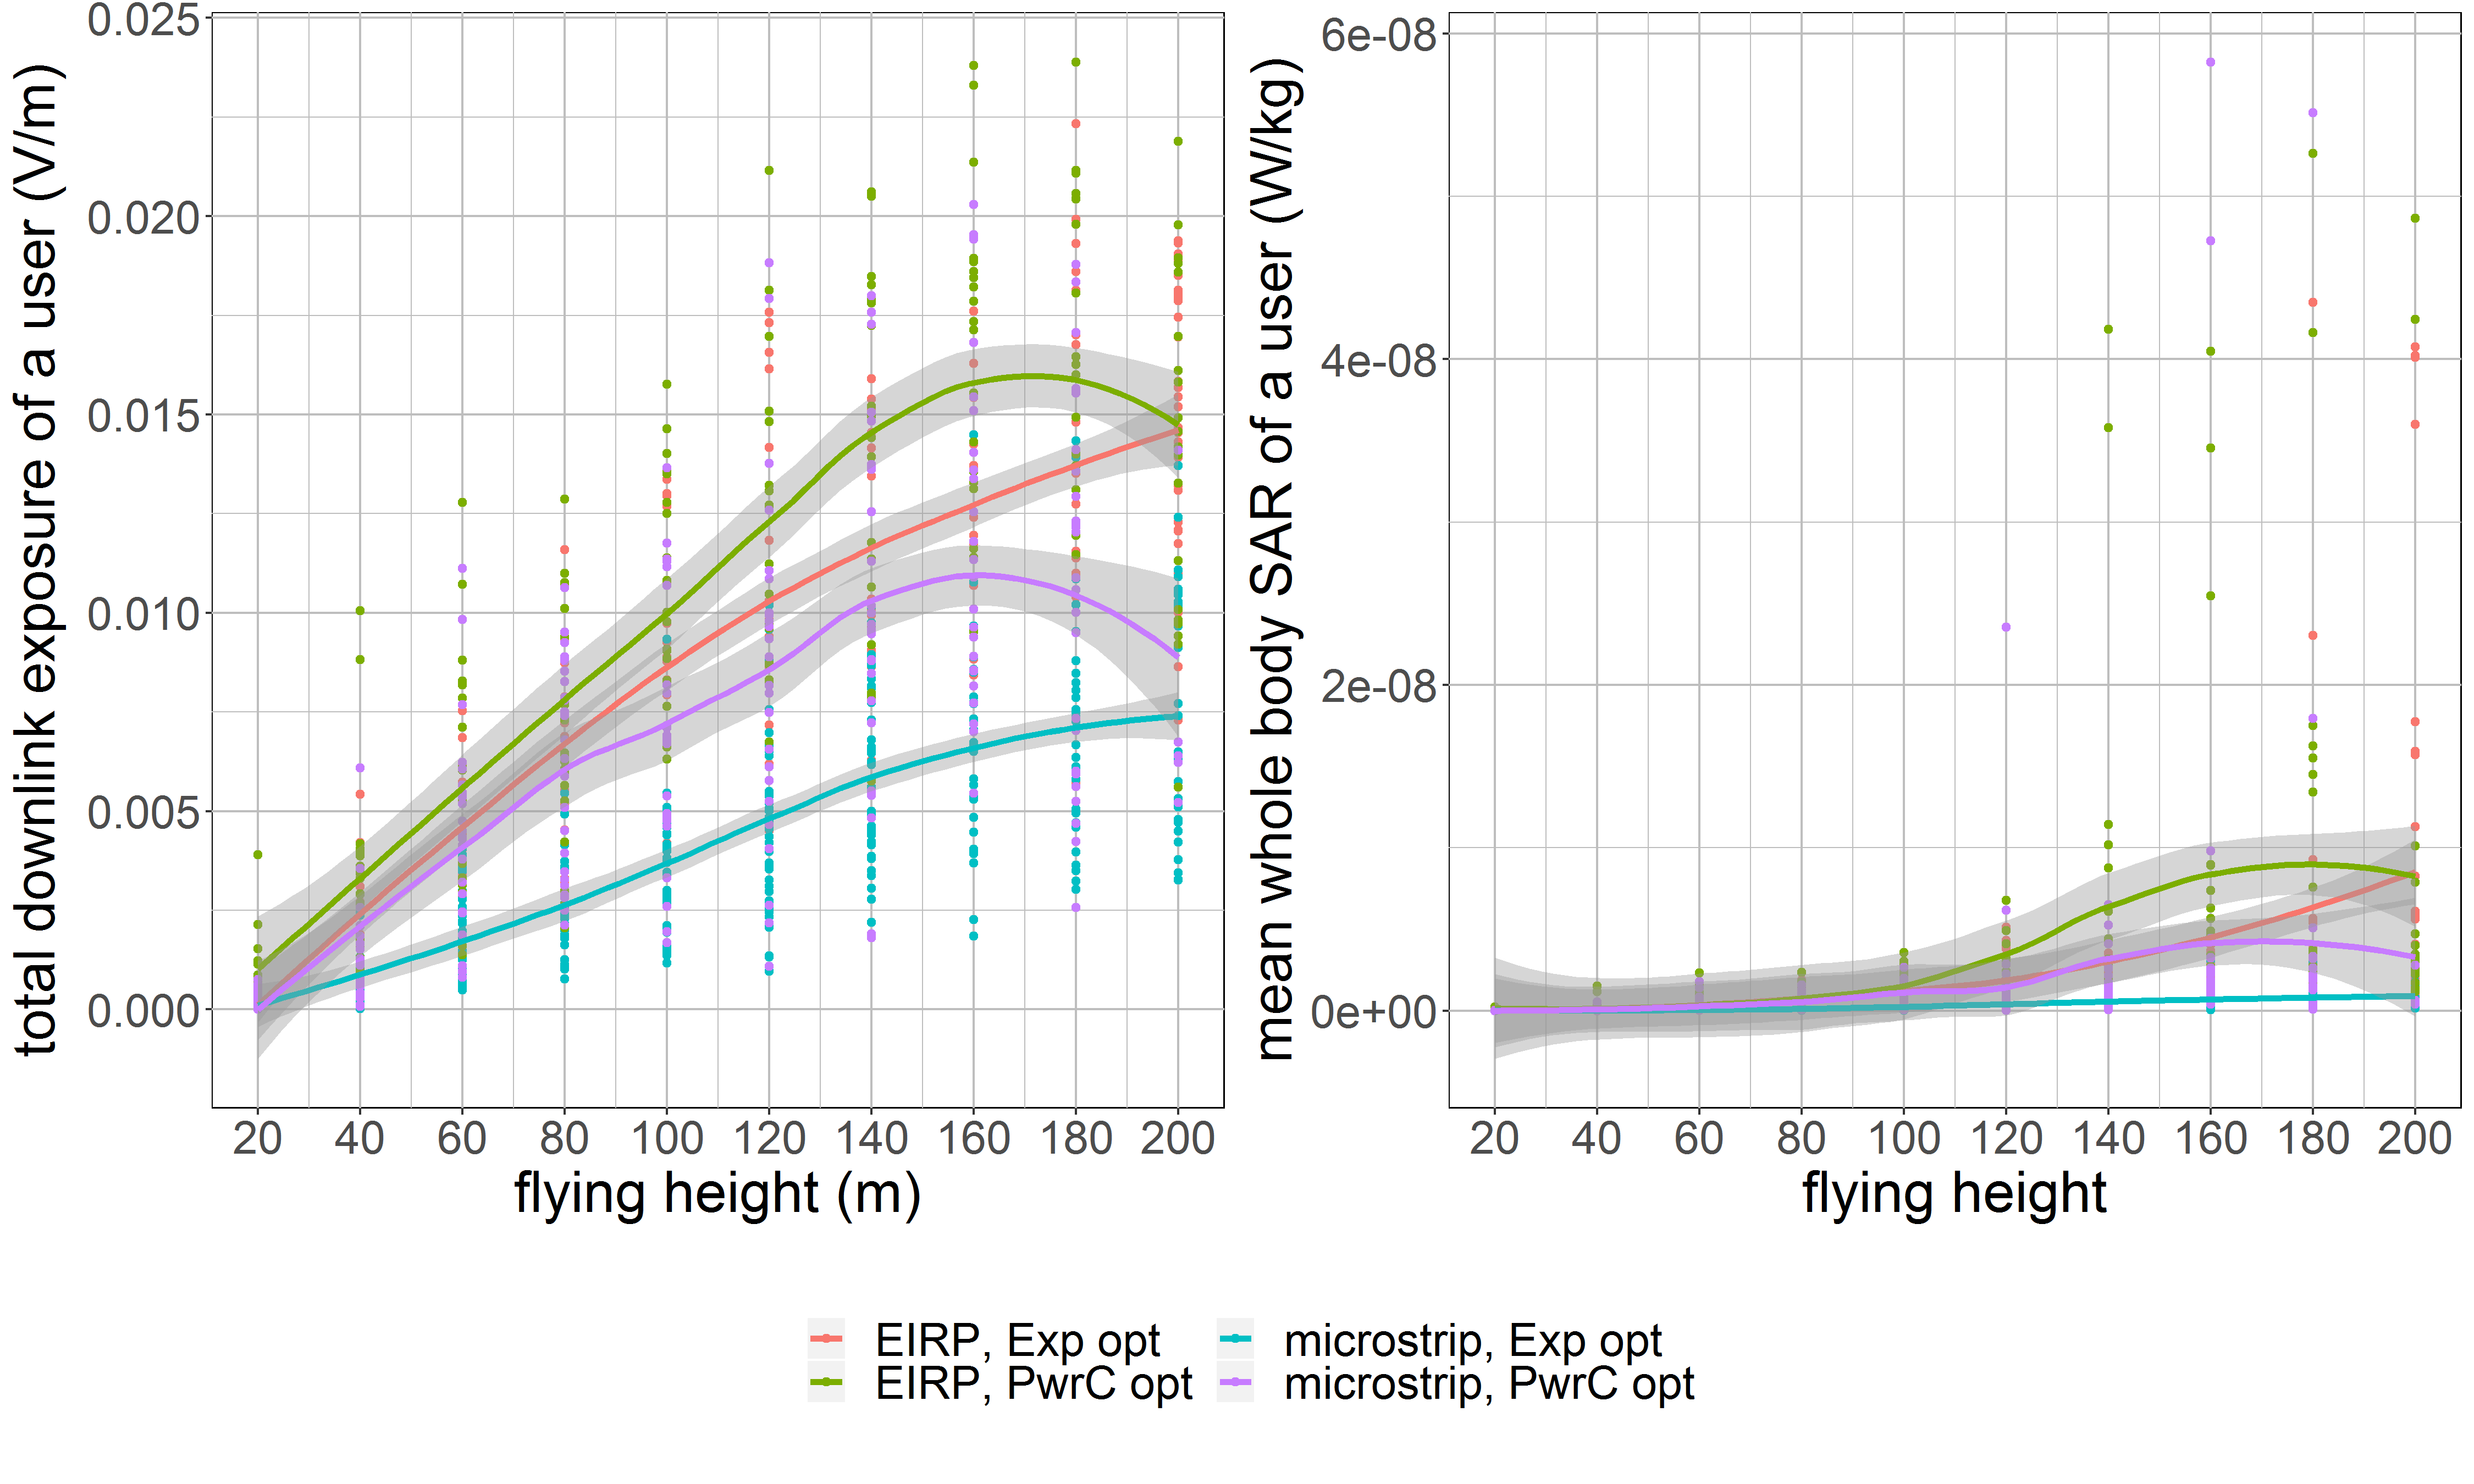 total downlink exposure of a user (V/m)
0.025
0.020
0.015
0.010
0.005
0.000
20 40 60 80 100 120 140 160 180 200
flying height (m)
mean whole body SAR of a user (W/kg)
6e-08
4e-08
2e-08
0e+00
20 40 60 80 100 120 140 160 180 200
flying height
EIRP, Exp opt
EIRP, PwrC opt
microstrip, Exp opt
microstrip, PwrC opt